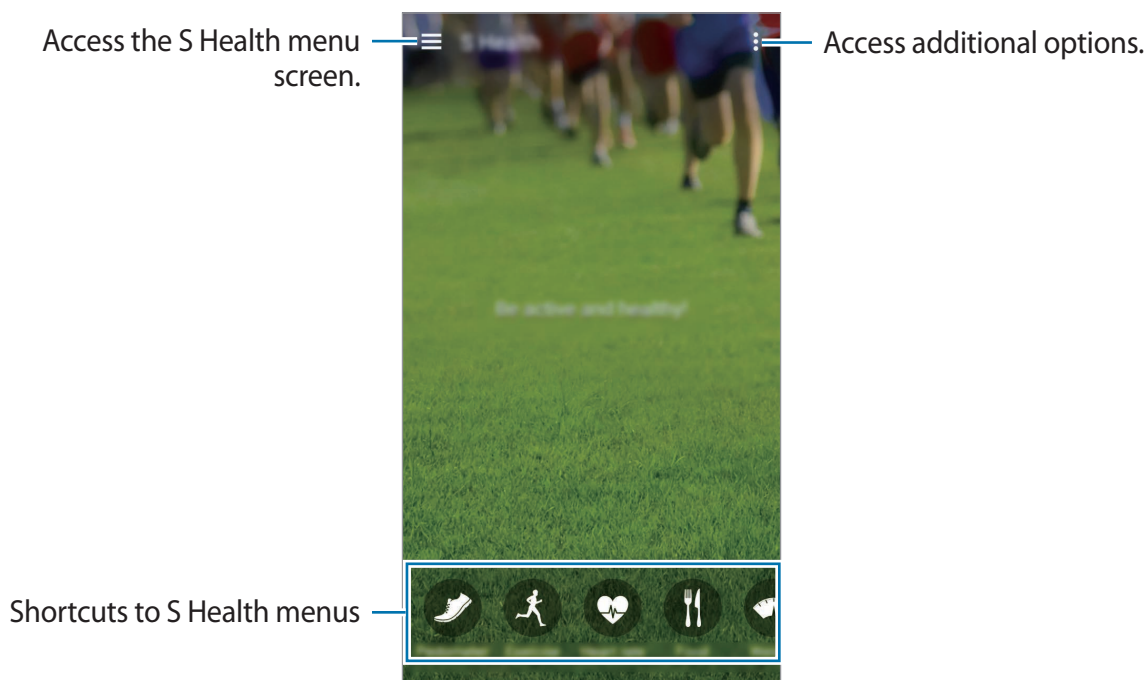 Access the S Health menu
screen.
S Health
Access additional options.
Be active and healthy!
Shortcuts to S Health menus